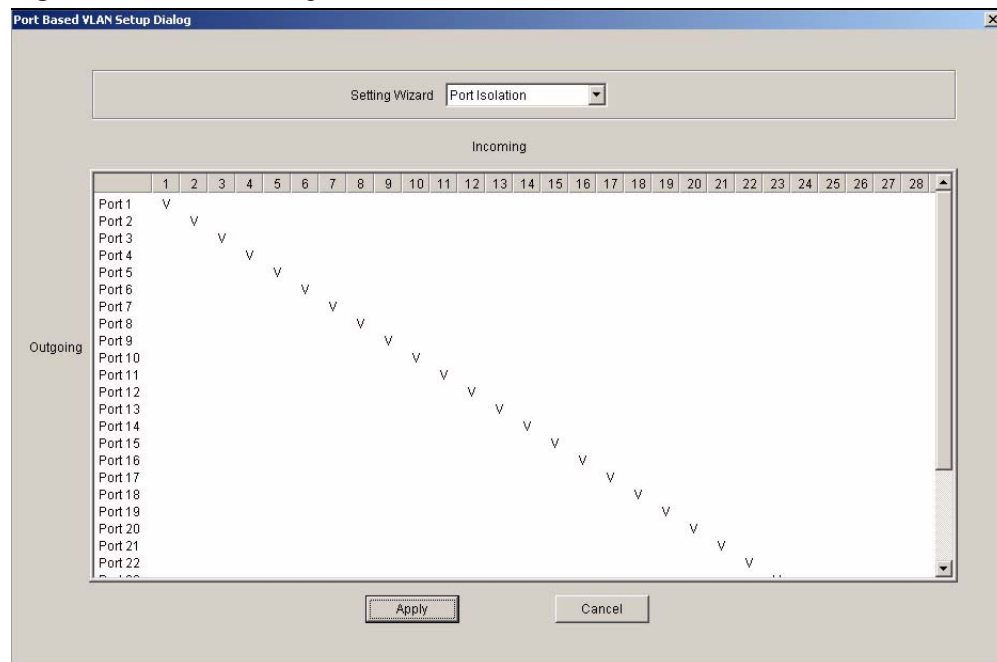 Port Based VLAN Setup Dialog
Setting Wizard Port Isolation
Incoming
1 2 3 4 5 6 7 8 9 10 11 12 13 14 15 16 17 18 19 20 21 22 23 24 25 26 27 28
Port 1 V
Port 2 V
Port 3 V
Port 4 V
Port 5 V
Port 6 V
Port 7 V
Port 8 V
Outgoing
Port 9 V
Port 10 V
Port 11 V
Port 12 V
Port 13 V
Port 14 V
Port 15 V
Port 16 V
Port 17 V
Port 18 V
Port 19 V
Port 20 V
Port 21 V
Port 22 V
Apply Cancel